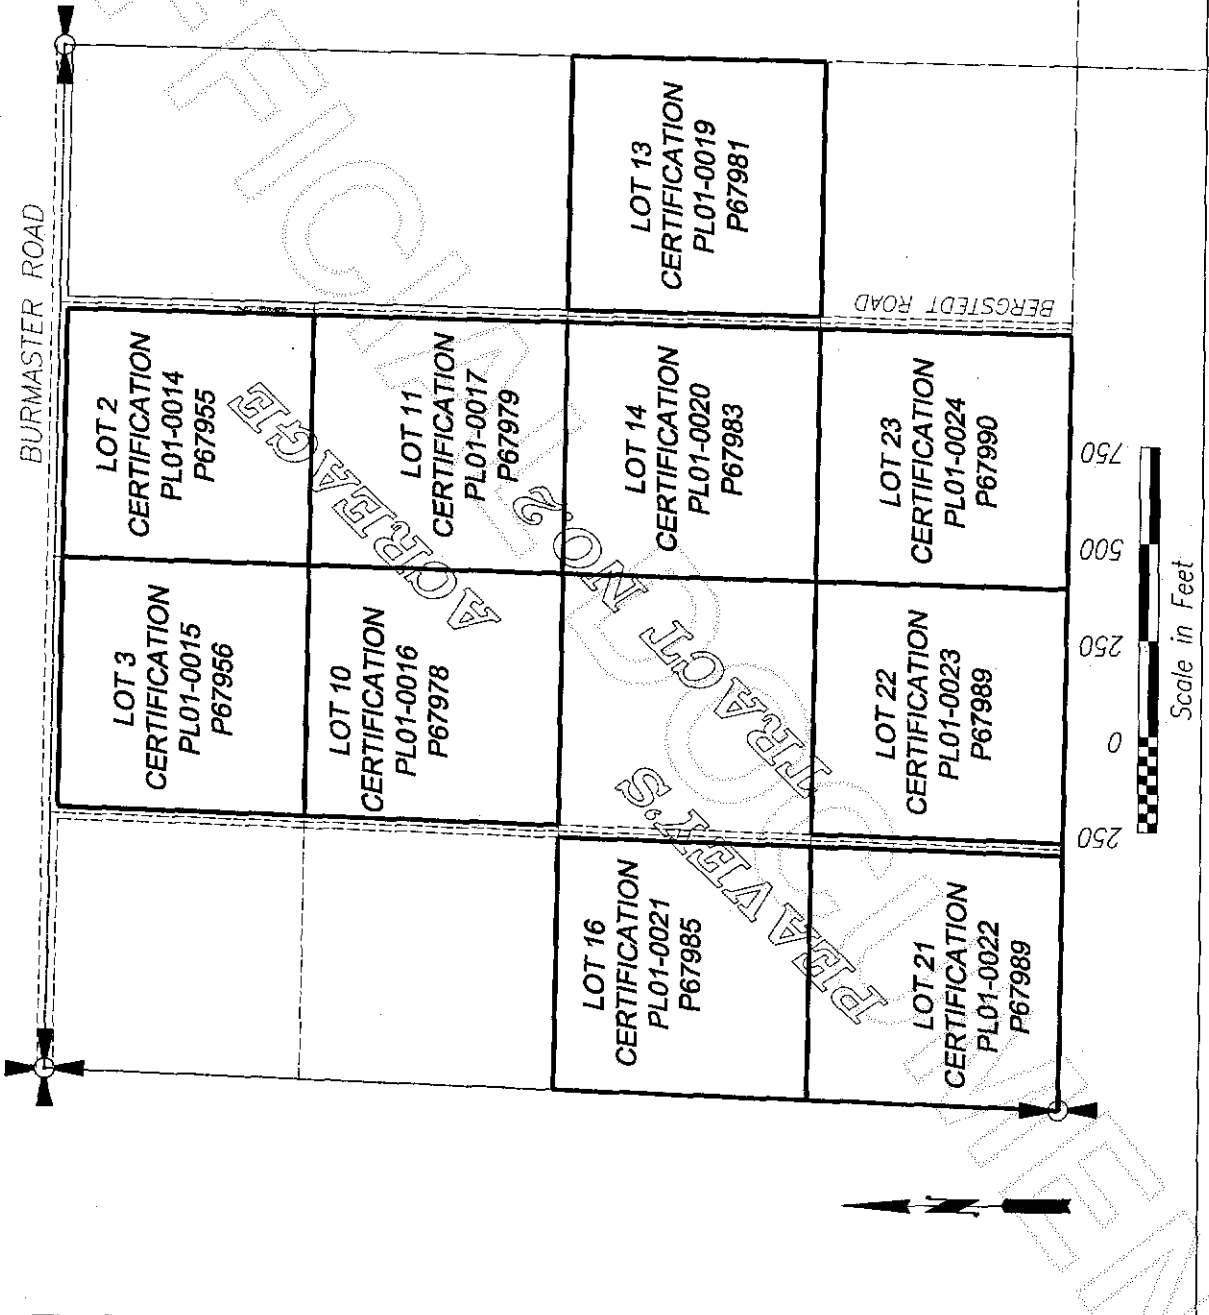 BURMASTER ROAD
LOT 3
CERTIFICATION
PL01-0015
P67956
LOT 2
CERTIFICATION
PL01-0014
P67955
LOT 10
CERTIFICATION
PL01-0016
P67978
LOT 11
CERTIFICATION
PL01-0017
P67979
LOT 13
CERTIFICATION
PL01-0019
P67981
LOT 16
CERTIFICATION
PL01-0021
P67985
LOT 14
CERTIFICATION
PL01-0020
P67983
LOT 21
CERTIFICATION
PL01-0022
P67989
LOT 22
CERTIFICATION
PL01-0023
P67989
LOT 23
CERTIFICATION
PL01-0024
P67990
BERGSTEDT ROAD
PEAVEY'S
TRACT NO. 2
ACREAGE
250 0 250 500 750
Scale in Feet